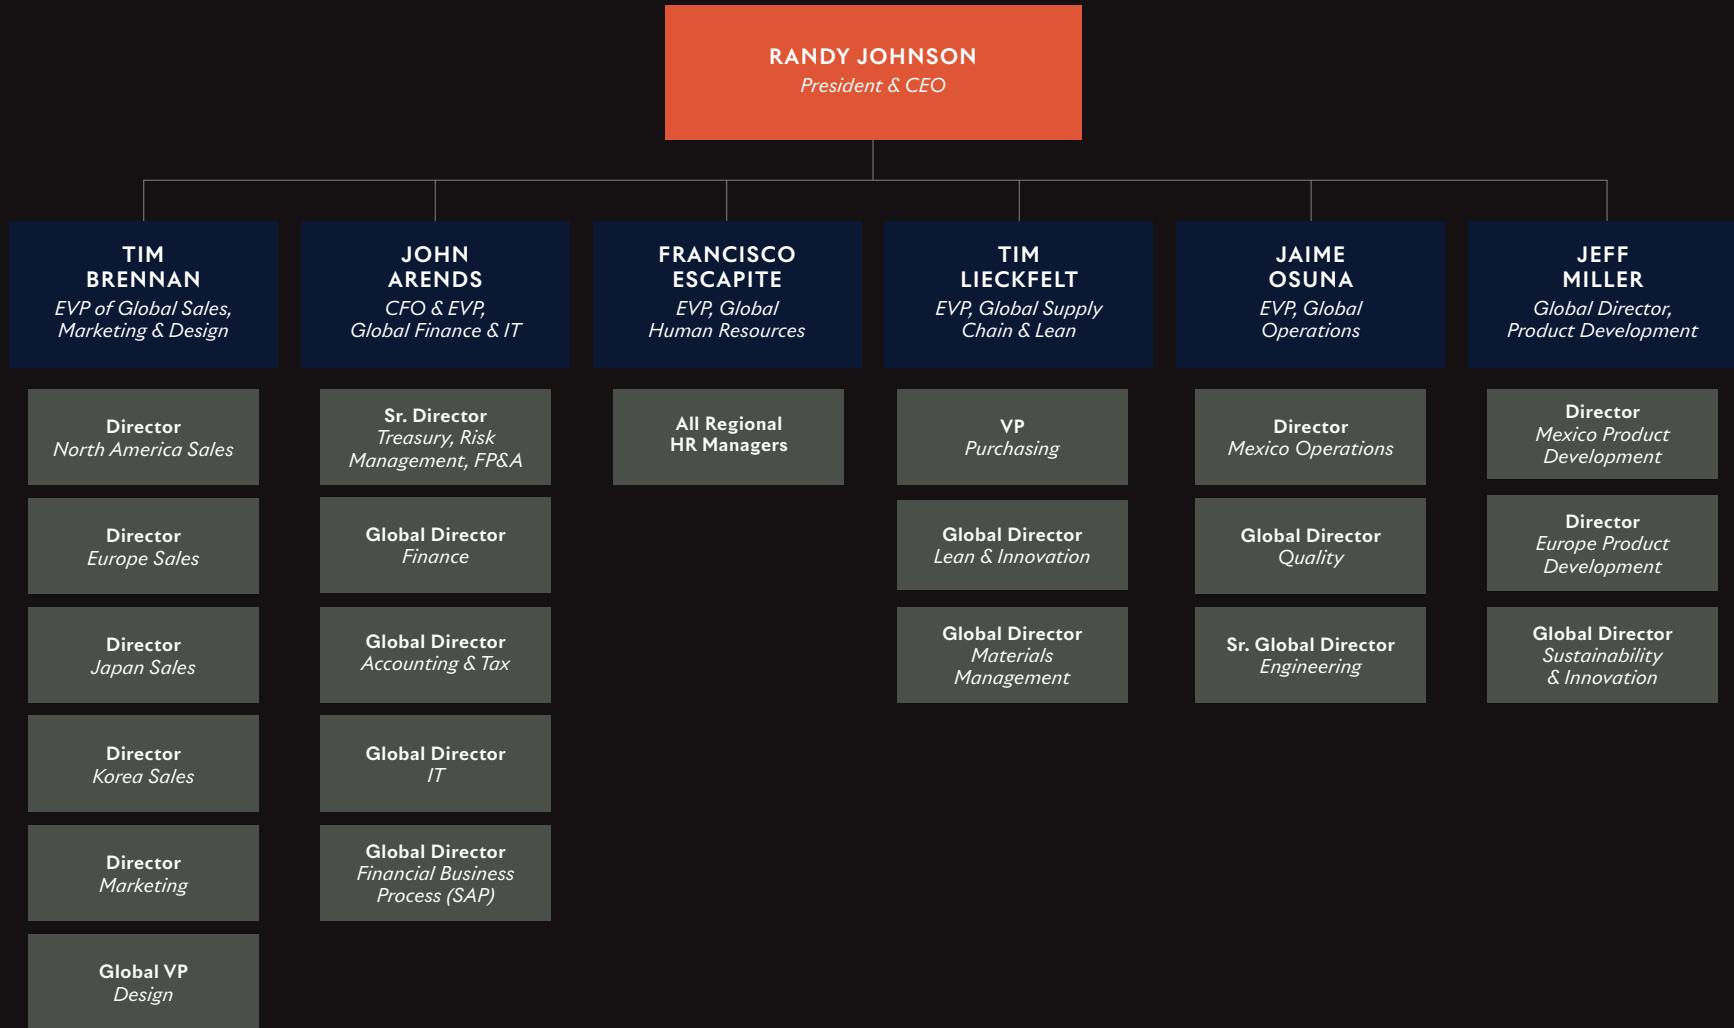 RANDY JOHNSON
President & CEO
TIM
BRENNAN
EVP of Global Sales,
Marketing & Design
JOHN
ARENDS
CFO & EVP,
Global Finance & IT
FRANCISCO
ESCAPITE
EVP, Global
Human Resources
TIM
LIECKFELT
EVP, Global Supply
Chain & Lean
JAIME
OSUNA
EVP, Global
Operations
JEFF
MILLER
Global Director,
Product Development
Director
North America Sales
Director
Europe Sales
Director
Japan Sales
Director
Korea Sales
Director
Marketing
Global VP
Design
Sr. Director
Treasury, Risk
Management, FP&A
Global Director
Finance
Global Director
Accounting & Tax
Global Director
IT
Global Director
Financial Business
Process (SAP)
All Regional
HR Managers
VP
Purchasing
Global Director
Lean & Innovation
Global Director
Materials
Management
Director
Mexico Operations
Global Director
Quality
Sr. Global Director
Engineering
Director
Mexico Product
Development
Director
Europe Product
Development
Global Director
Sustainability
& Innovation